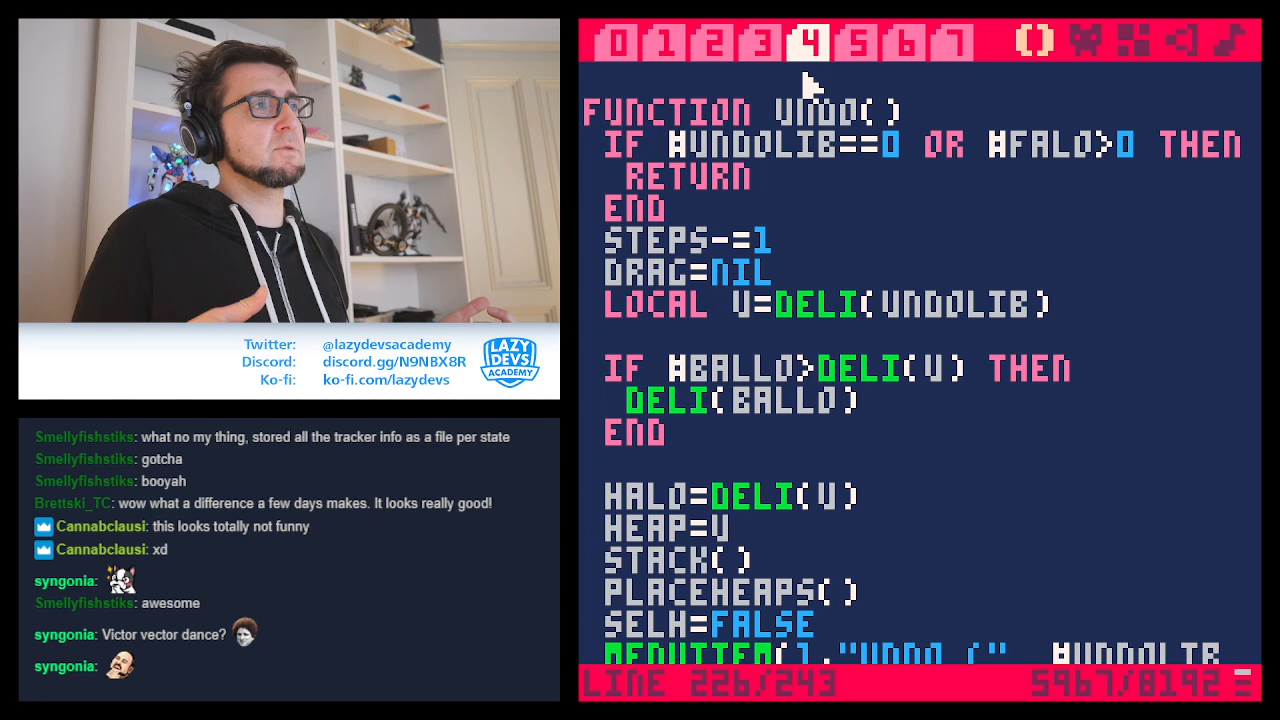 Twitter: @lazydevsacademy
Discord: discord.gg/N9NBX8R
Ko-fi: ko-fi.com/lazydevs
LAZY DEVS ACADEMY
Smellyfishstiks: what no my thing, stored all the tracker info as a file per state
Smellyfishstiks: gotcha
Smellyfishstiks: booyah
Brettski_TC: wow what a difference a few days makes. It looks really good!
Cannabclausi: this looks totally not funny
Cannabclausi: xd
syngonia:
Smellyfishstiks: awesome
syngonia: Victor vector dance?
syngonia:
0 1 2 3 4 5 6 7 ()
FUNCTION UNDO()
IF #UNDOLIB==0 OR #FALO>0 THEN
RETURN
END
STEPS-=1
DRAG=NIL
LOCAL U=DELI(UNDOLIB)
IF #BALLO>DELI(U) THEN
DELI(BALLO)
END
HALO=DELI(U)
HEAP=U
STACK()
PLACEHEAPS()
SELH=FALSE
MENUITEM(1,"UNDO (" #UNDOLIB
LINE 226/243 5967/8192